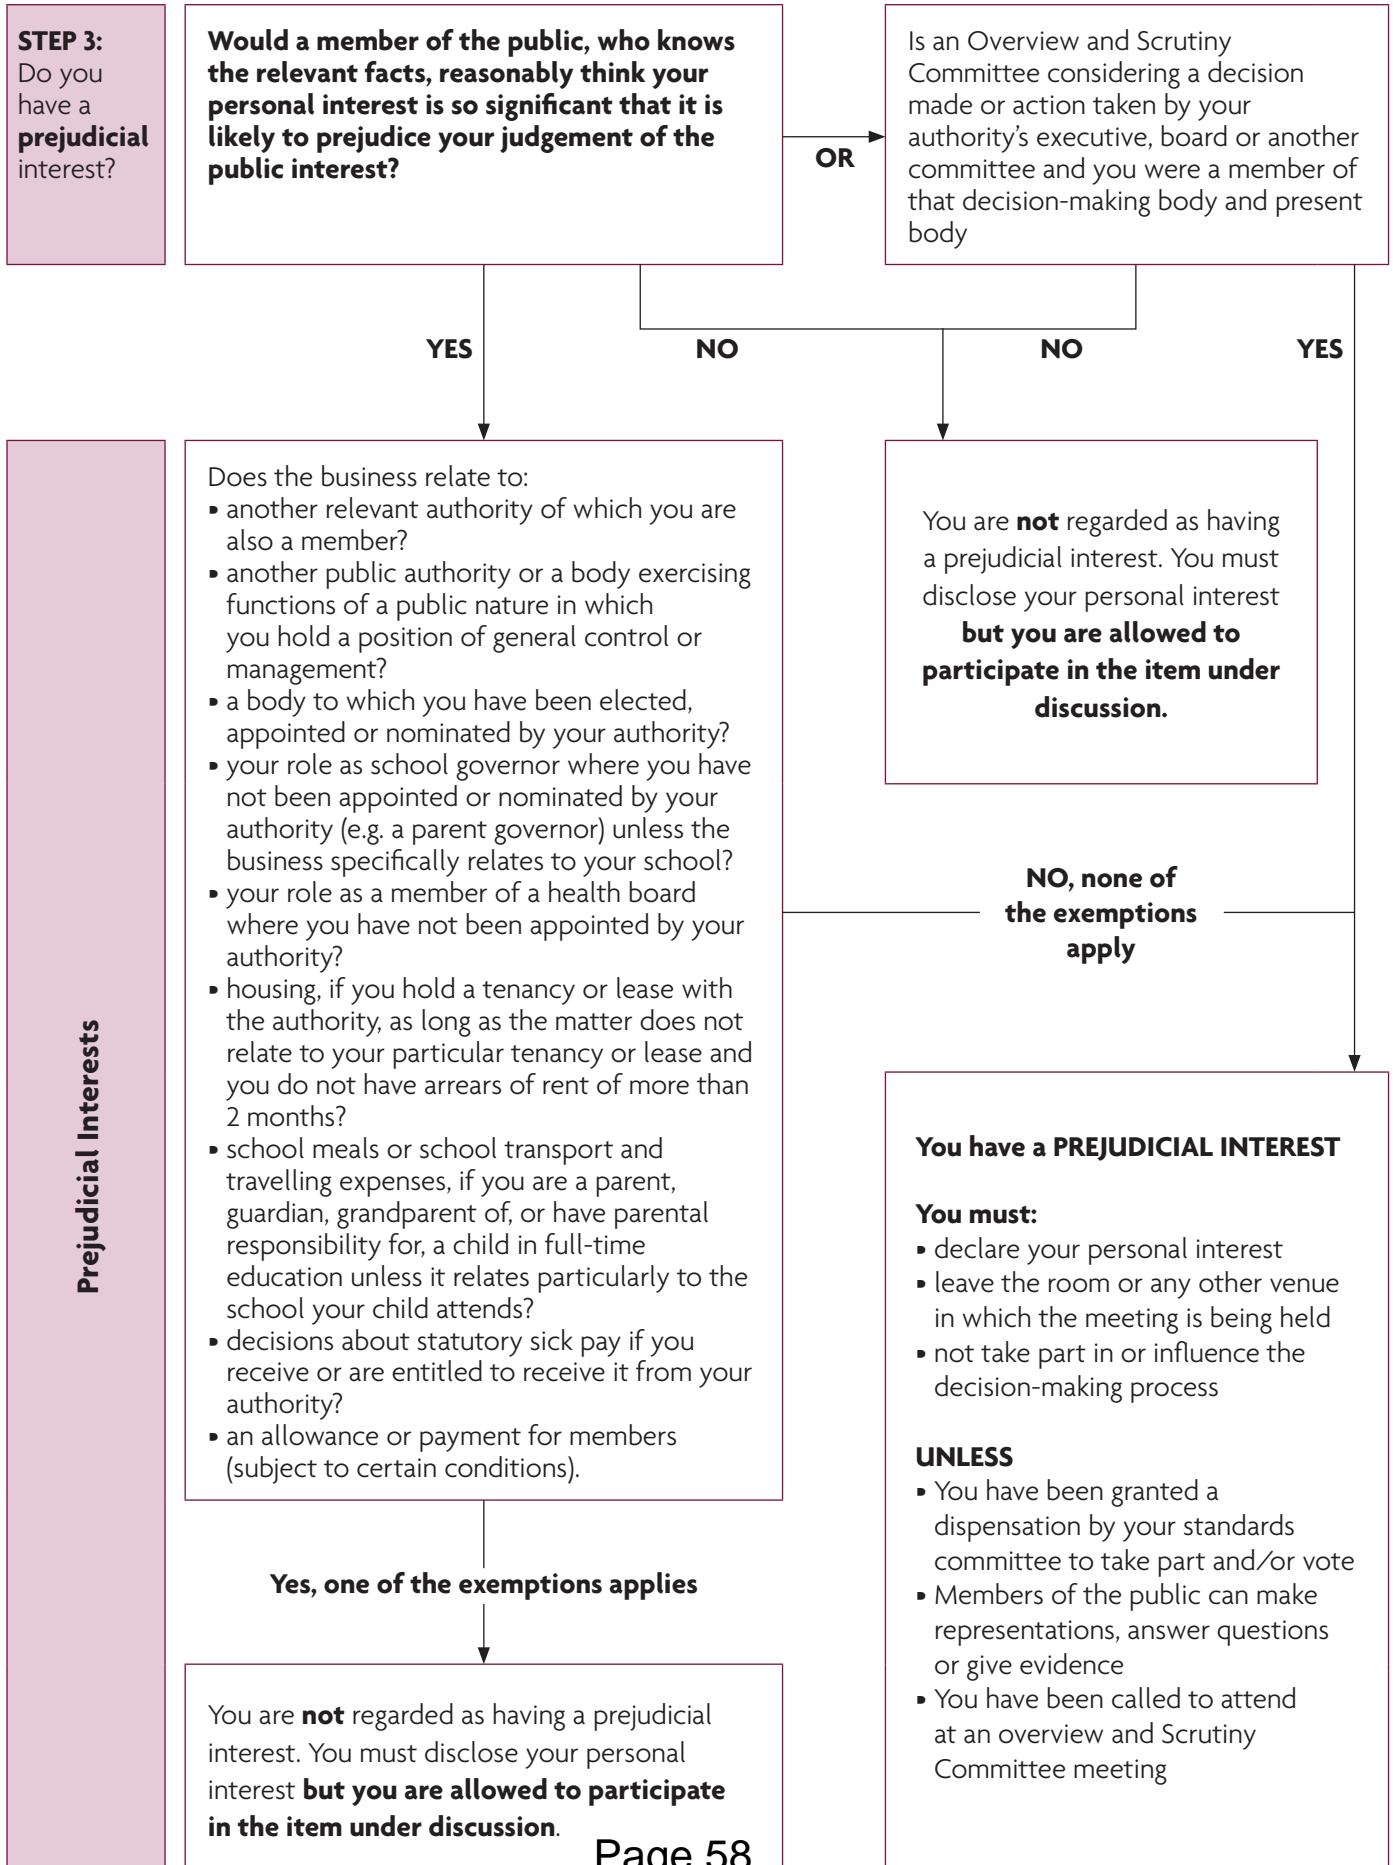 STEP 3:
Do you
have a
prejudicial
interest?
Would a member of the public, who knows
the relevant facts, reasonably think your
personal interest is so significant that it is
likely to prejudice your judgement of the
public interest?
OR
Is an Overview and Scrutiny
Committee considering a decision
made or action taken by your
authority’s executive, board or another
committee and you were a member of
that decision-making body and present
body
YES
NO
NO
YES
Prejudicial Interests
Does the business relate to:
• another relevant authority of which you are
also a member?
• another public authority or a body exercising
functions of a public nature in which
you hold a position of general control or
management?
• a body to which you have been elected,
appointed or nominated by your authority?
• your role as school governor where you have
not been appointed or nominated by your
authority (e.g. a parent governor) unless the
business specifically relates to your school?
• your role as a member of a health board
where you have not been appointed by your
authority?
• housing, if you hold a tenancy or lease with
the authority, as long as the matter does not
relate to your particular tenancy or lease and
you do not have arrears of rent of more than
2 months?
• school meals or school transport and
travelling expenses, if you are a parent,
guardian, grandparent of, or have parental
responsibility for, a child in full-time
education unless it relates particularly to the
school your child attends?
• decisions about statutory sick pay if you
receive or are entitled to receive it from your
authority?
• an allowance or payment for members
(subject to certain conditions).
You are not regarded as having
a prejudicial interest. You must
disclose your personal interest
but you are allowed to
participate in the item under
discussion.
NO, none of
the exemptions
apply
Yes, one of the exemptions applies
You are not regarded as having a prejudicial
interest. You must disclose your personal
interest but you are allowed to participate
in the item under discussion.
You have a PREJUDICIAL INTEREST
You must:
• declare your personal interest
• leave the room or any other venue
in which the meeting is being held
• not take part in or influence the
decision-making process
UNLESS
• You have been granted a
dispensation by your standards
committee to take part and/or vote
• Members of the public can make
representations, answer questions
or give evidence
• You have been called to attend
at an overview and Scrutiny
Committee meeting
Page 58